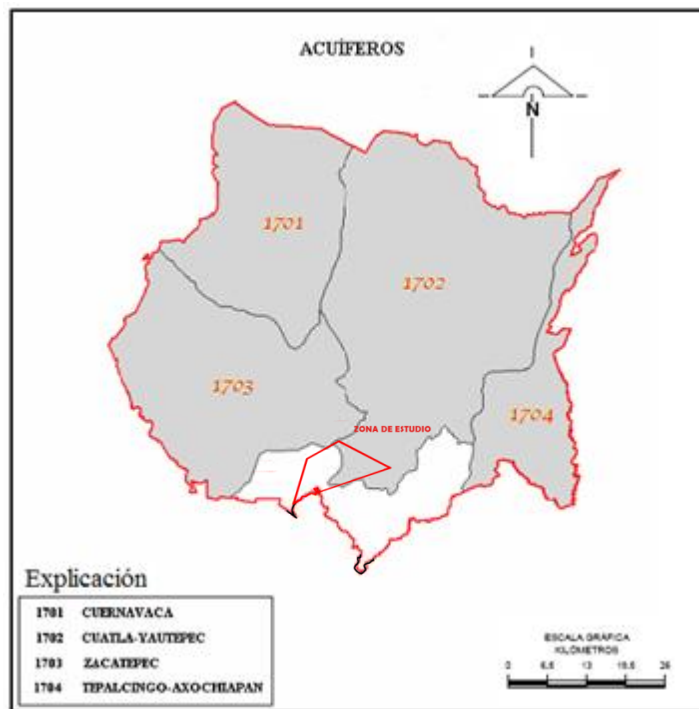 ACUÍFEROS
N
1701
1702
1703
1704
ZONA DE ESTUDIO
Explicación
1701 CUERNAVACA
1702 CUATLA-YAUTEPEC
1703 ZACATEPEC
1704 TEPALCINGO-AXOCHIAPAN
ESCALA GRÁFICA
KILÓMETROS
0 6.5 13 19.5 26